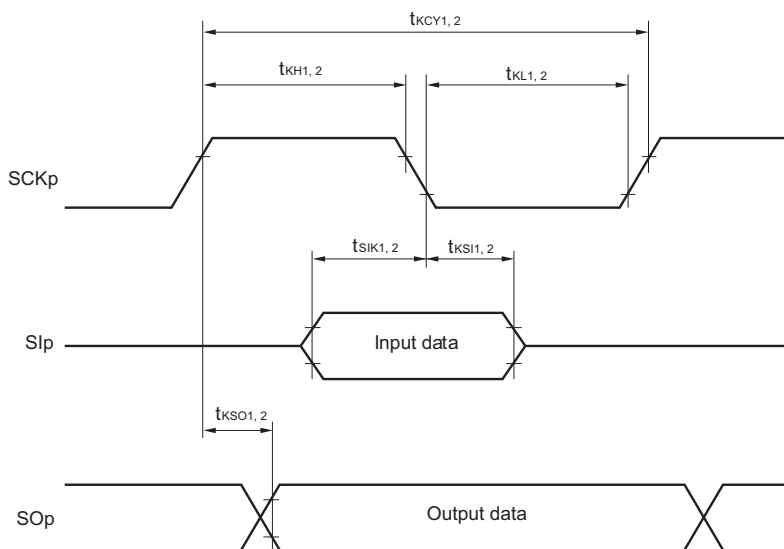 tKCY1, 2
tKH1, 2
tKL1, 2
SCKp
tSIK1, 2
tKSI1, 2
SIp
Input data
tKSO1, 2
SOp
Output data